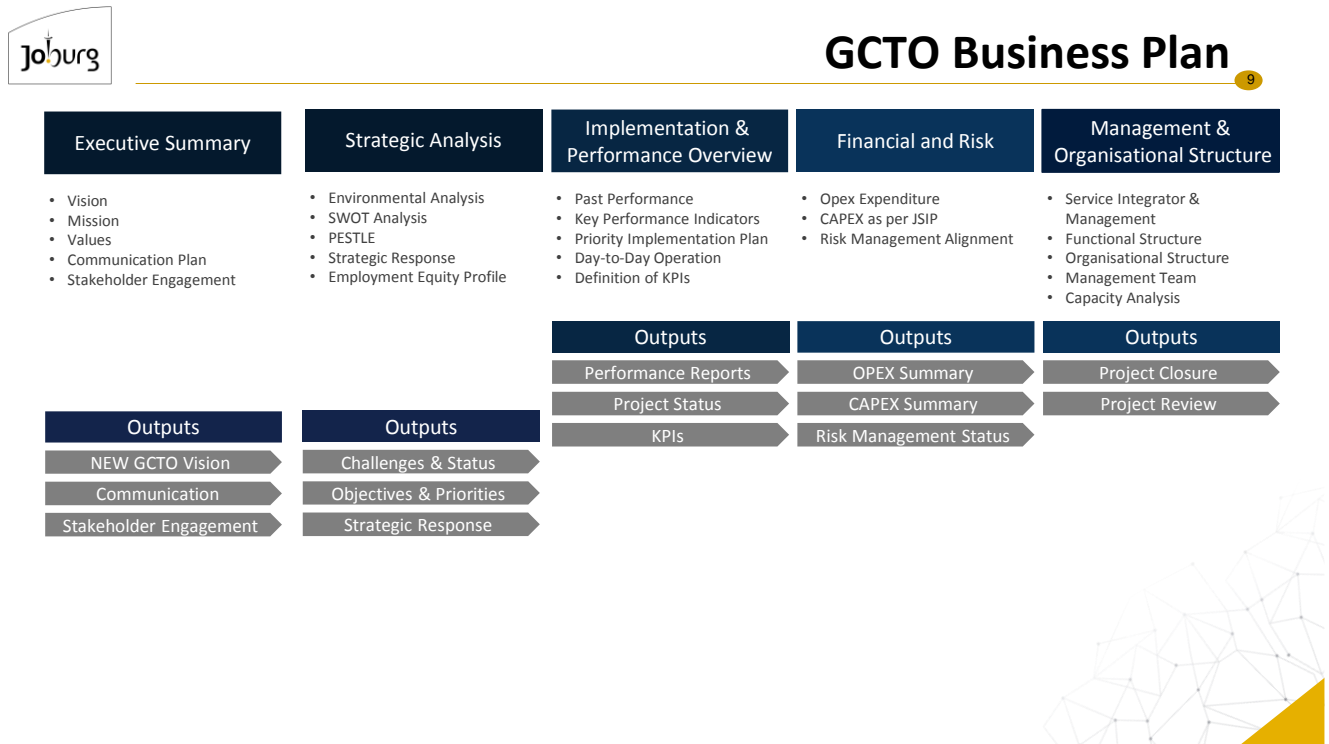 Joburg
GCTO Business Plan
9
Executive Summary
• Vision
• Mission
• Values
• Communication Plan
• Stakeholder Engagement
Outputs
NEW GCTO Vision
Communication
Stakeholder Engagement
Strategic Analysis
• Environmental Analysis
• SWOT Analysis
• PESTLE
• Strategic Response
• Employment Equity Profile
Outputs
Challenges & Status
Objectives & Priorities
Strategic Response
Implementation &
Performance Overview
• Past Performance
• Key Performance Indicators
• Priority Implementation Plan
• Day-to-Day Operation
• Definition of KPIs
Outputs
Performance Reports
Project Status
KPIs
Financial and Risk
• Opex Expenditure
• CAPEX as per JSIP
• Risk Management Alignment
Outputs
OPEX Summary
CAPEX Summary
Risk Management Status
Management &
Organisational Structure
• Service Integrator &
Management
• Functional Structure
• Organisational Structure
• Management Team
• Capacity Analysis
Outputs
Project Closure
Project Review